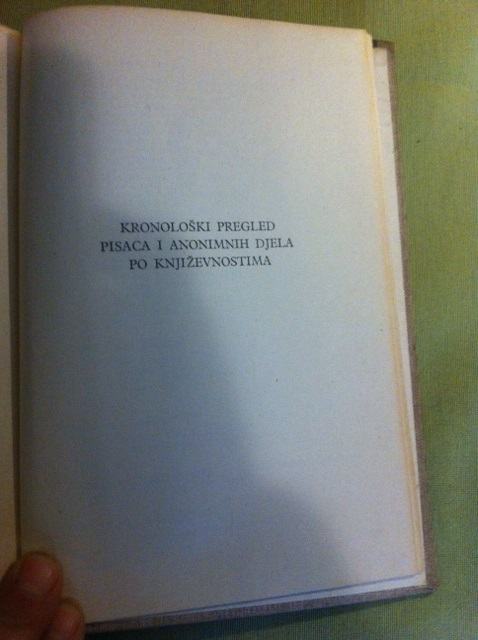 KRONOLOŠKI PREGLED
PISACA I ANONIMNIH DJELA
PO KNJIŽEVNOSTIMA